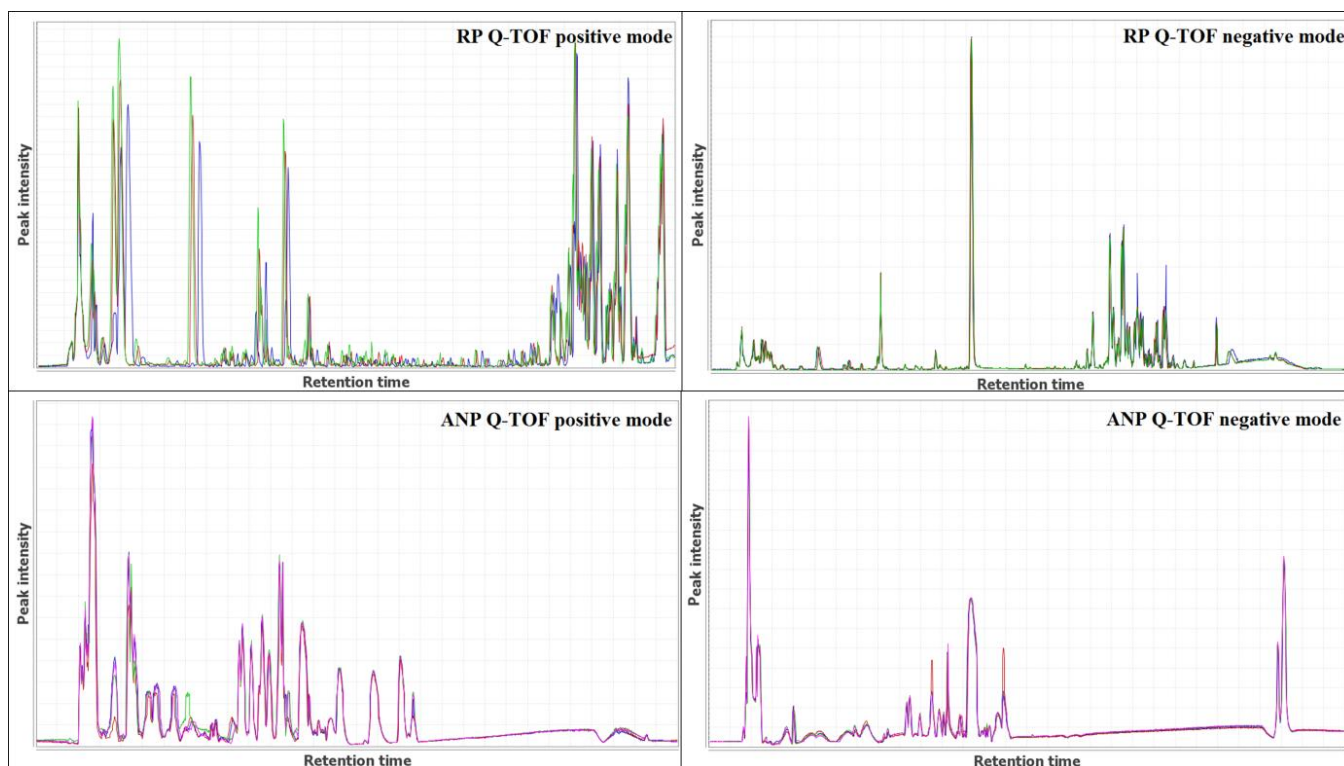 RP Q-TOF positive mode
Peak intensity
Retention time
RP Q-TOF negative mode
Peak intensity
Retention time
ANP Q-TOF positive mode
Peak intensity
Retention time
ANP Q-TOF negative mode
Peak intensity
Retention time